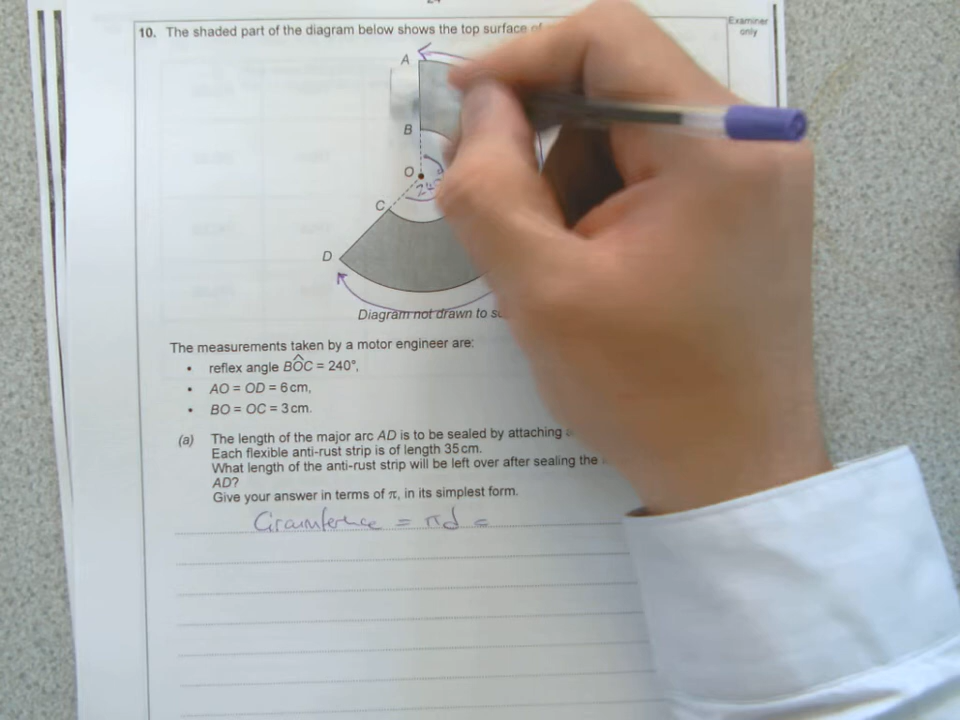 10. The shaded part of the diagram below shows the top surface of
Examiner
only
A
B
O
240
C
D
Diagram not drawn to
The measurements taken by a motor engineer are:
• reflex angle BÔC = 240°,
• AO = OD = 6 cm,
• BO = OC = 3 cm.
(a) The length of the major arc AD is to be sealed by attaching
Each flexible anti-rust strip is of length 35 cm.
What length of the anti-rust strip will be left over after sealing the
AD?
Give your answer in terms of π, in its simplest form.
Circumference = πd =